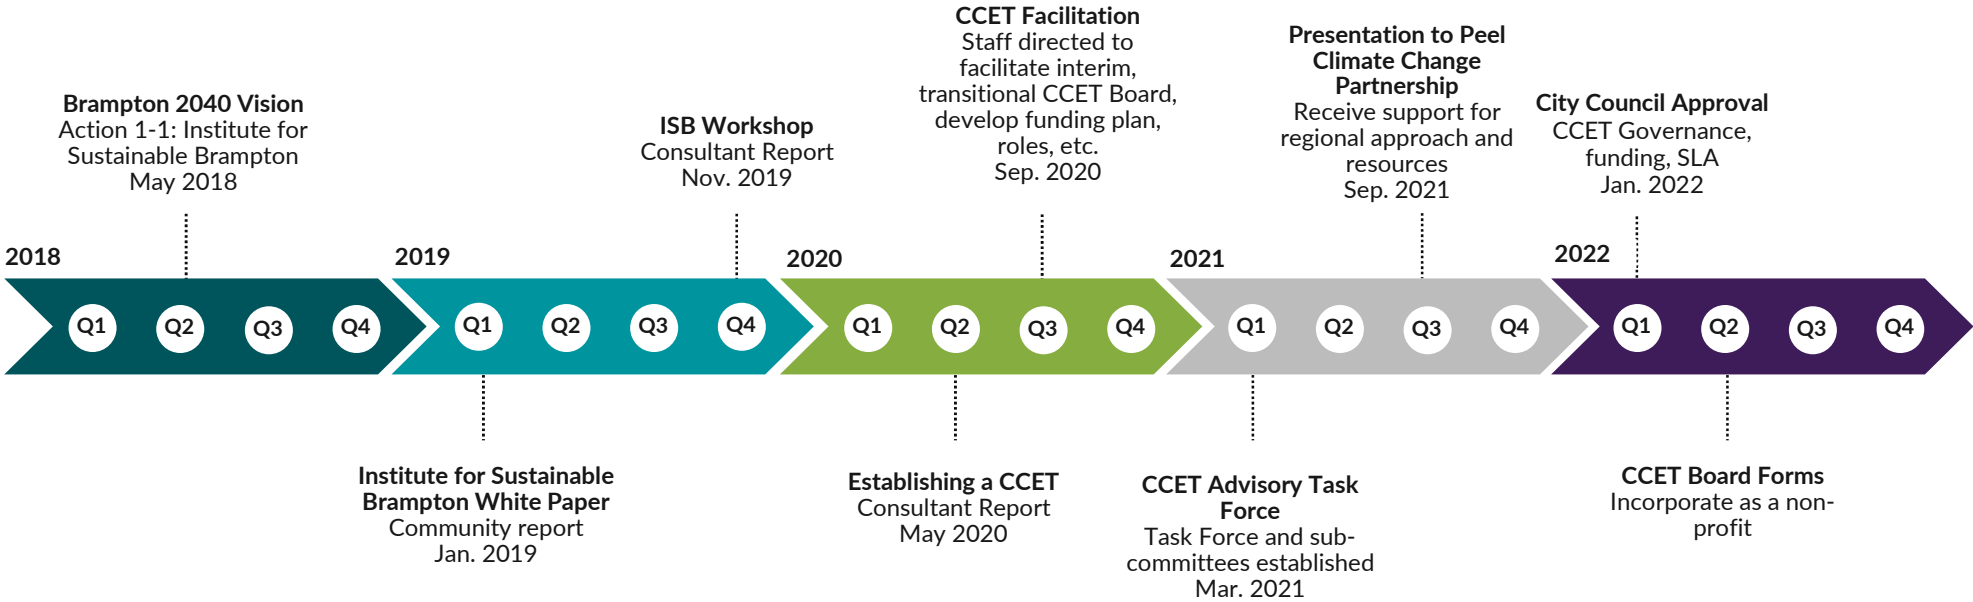 Brampton 2040 Vision
Action 1-1: Institute for
Sustainable Brampton
May 2018
ISB Workshop
Consultant Report
Nov. 2019
CCET Facilitation
Staff directed to
facilitate interim,
transitional CCET Board,
develop funding plan,
roles, etc.
Sep. 2020
Presentation to Peel
Climate Change
Partnership
Receive support for
regional approach and
resources
Sep. 2021
City Council Approval
CCET Governance,
funding, SLA
Jan. 2022
2018
2019
2020
2021
2022
Q1 Q2 Q3 Q4
Q1 Q2 Q3 Q4
Q1 Q2 Q3 Q4
Q1 Q2 Q3 Q4
Q1 Q2 Q3 Q4
Institute for Sustainable
Brampton White Paper
Community report
Jan. 2019
Establishing a CCET
Consultant Report
May 2020
CCET Advisory Task
Force
Task Force and sub-
committees established
Mar. 2021
CCET Board Forms
Incorporate as a non-
profit